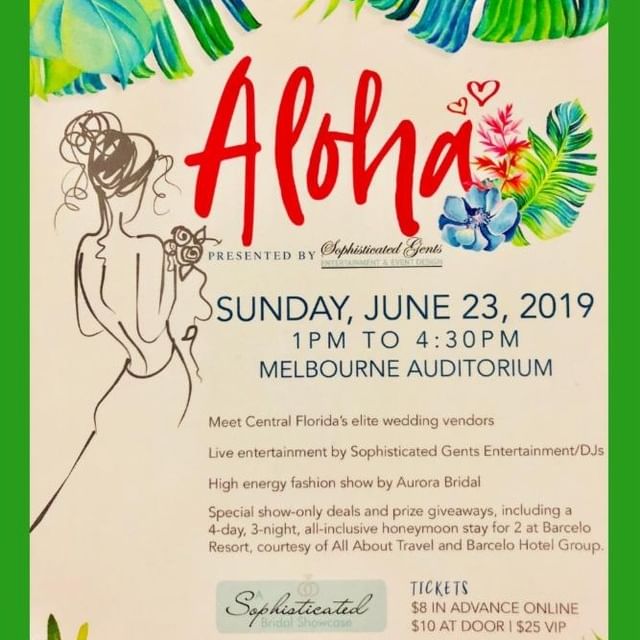 Aloha
PRESENTED BY Sophisticated Gents
ENTERTAINMENT & EVENT DESIGN
SUNDAY, JUNE 23, 2019
1PM TO 4:30PM
MELBOURNE AUDITORIUM
Meet Central Florida's elite wedding vendors
Live entertainment by Sophisticated Gents Entertainment/DJs
High energy fashion show by Aurora Bridal
Special show-only deals and prize giveaways, including a
4-day, 3-night, all-inclusive honeymoon stay for 2 at Barcelo
Resort, courtesy of All About Travel and Barcelo Hotel Group.
A
Sophisticated
Bridal Showcase
TICKETS
$8 IN ADVANCE ONLINE
$10 AT DOOR | $25 VIP